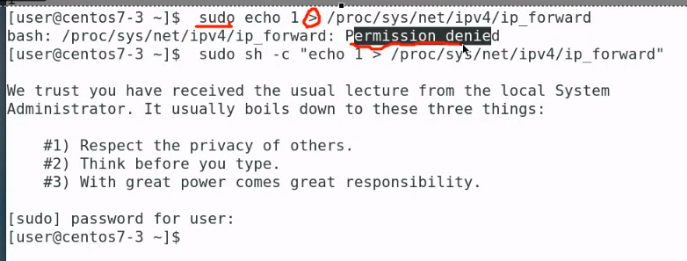 [user@centos7-3 ~]$ sudo echo 1 > /proc/sys/net/ipv4/ip_forward
bash: /proc/sys/net/ipv4/ip_forward: Permission denied
[user@centos7-3 ~]$ sudo sh -c "echo 1 > /proc/sys/net/ipv4/ip_forward"
We trust you have received the usual lecture from the local System
Administrator. It usually boils down to these three things:
#1) Respect the privacy of others.
#2) Think before you type.
#3) With great power comes great responsibility.
[sudo] password for user:
[user@centos7-3 ~]$